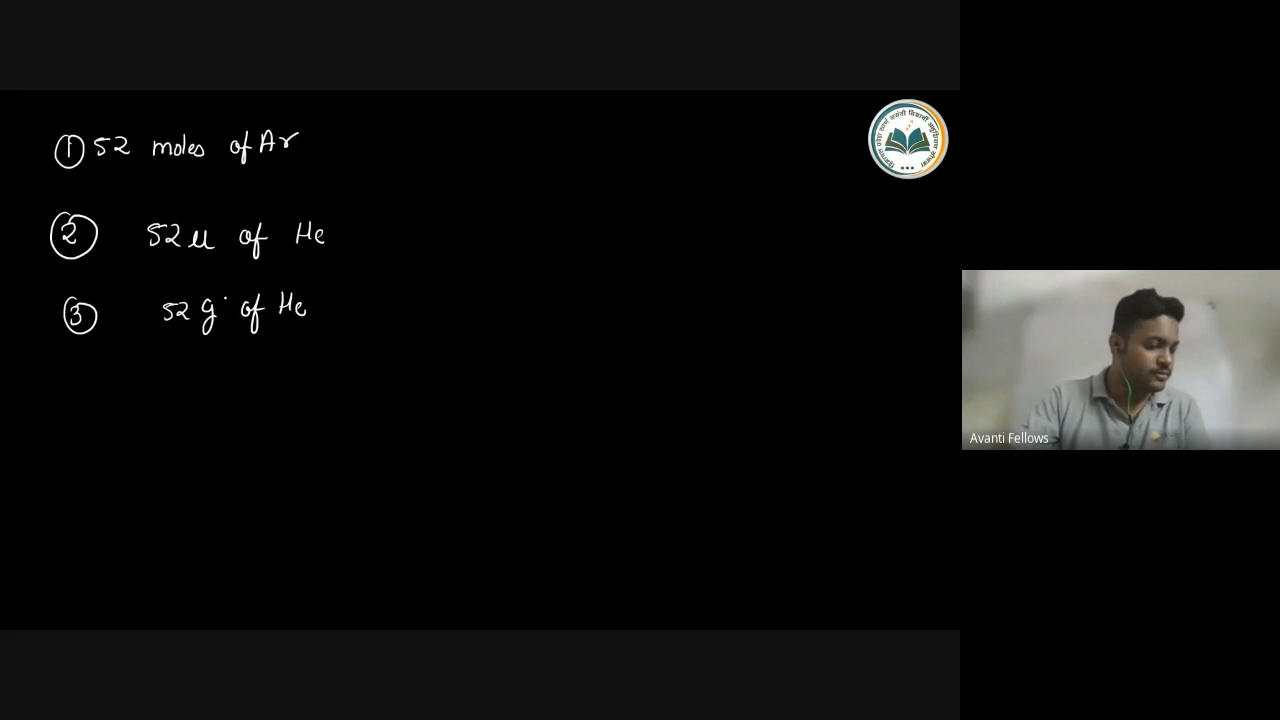 ① 52 moles of Ar
② 52 u of He
③ 52 g of He
Avanti Fellows